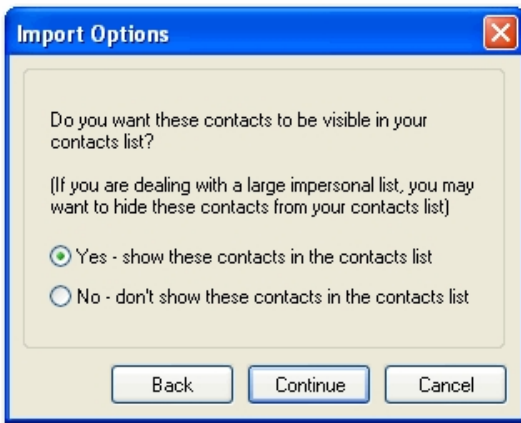 Import Options
Do you want these contacts to be visible in your
contacts list?
(If you are dealing with a large impersonal list, you may
want to hide these contacts from your contacts list)
Yes - show these contacts in the contacts list
No - don't show these contacts in the contacts list
Back Continue Cancel